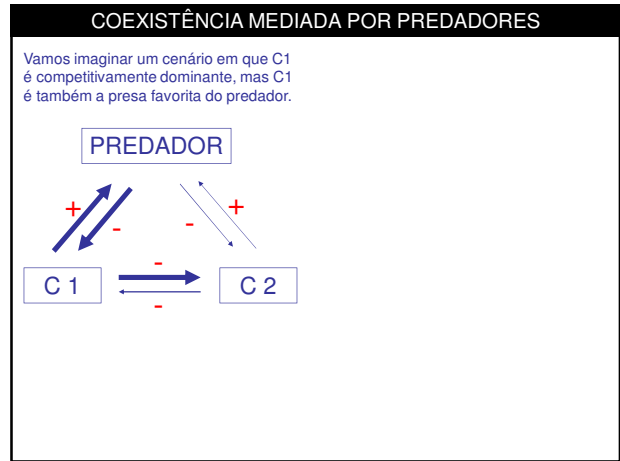 COEXISTÊNCIA MEDIADA POR PREDADORES
Vamos imaginar um cenário em que C1
é competitivamente dominante, mas C1
é também a presa favorita do predador.
PREDADOR
+
-
-
+
-
C 1
C 2
-